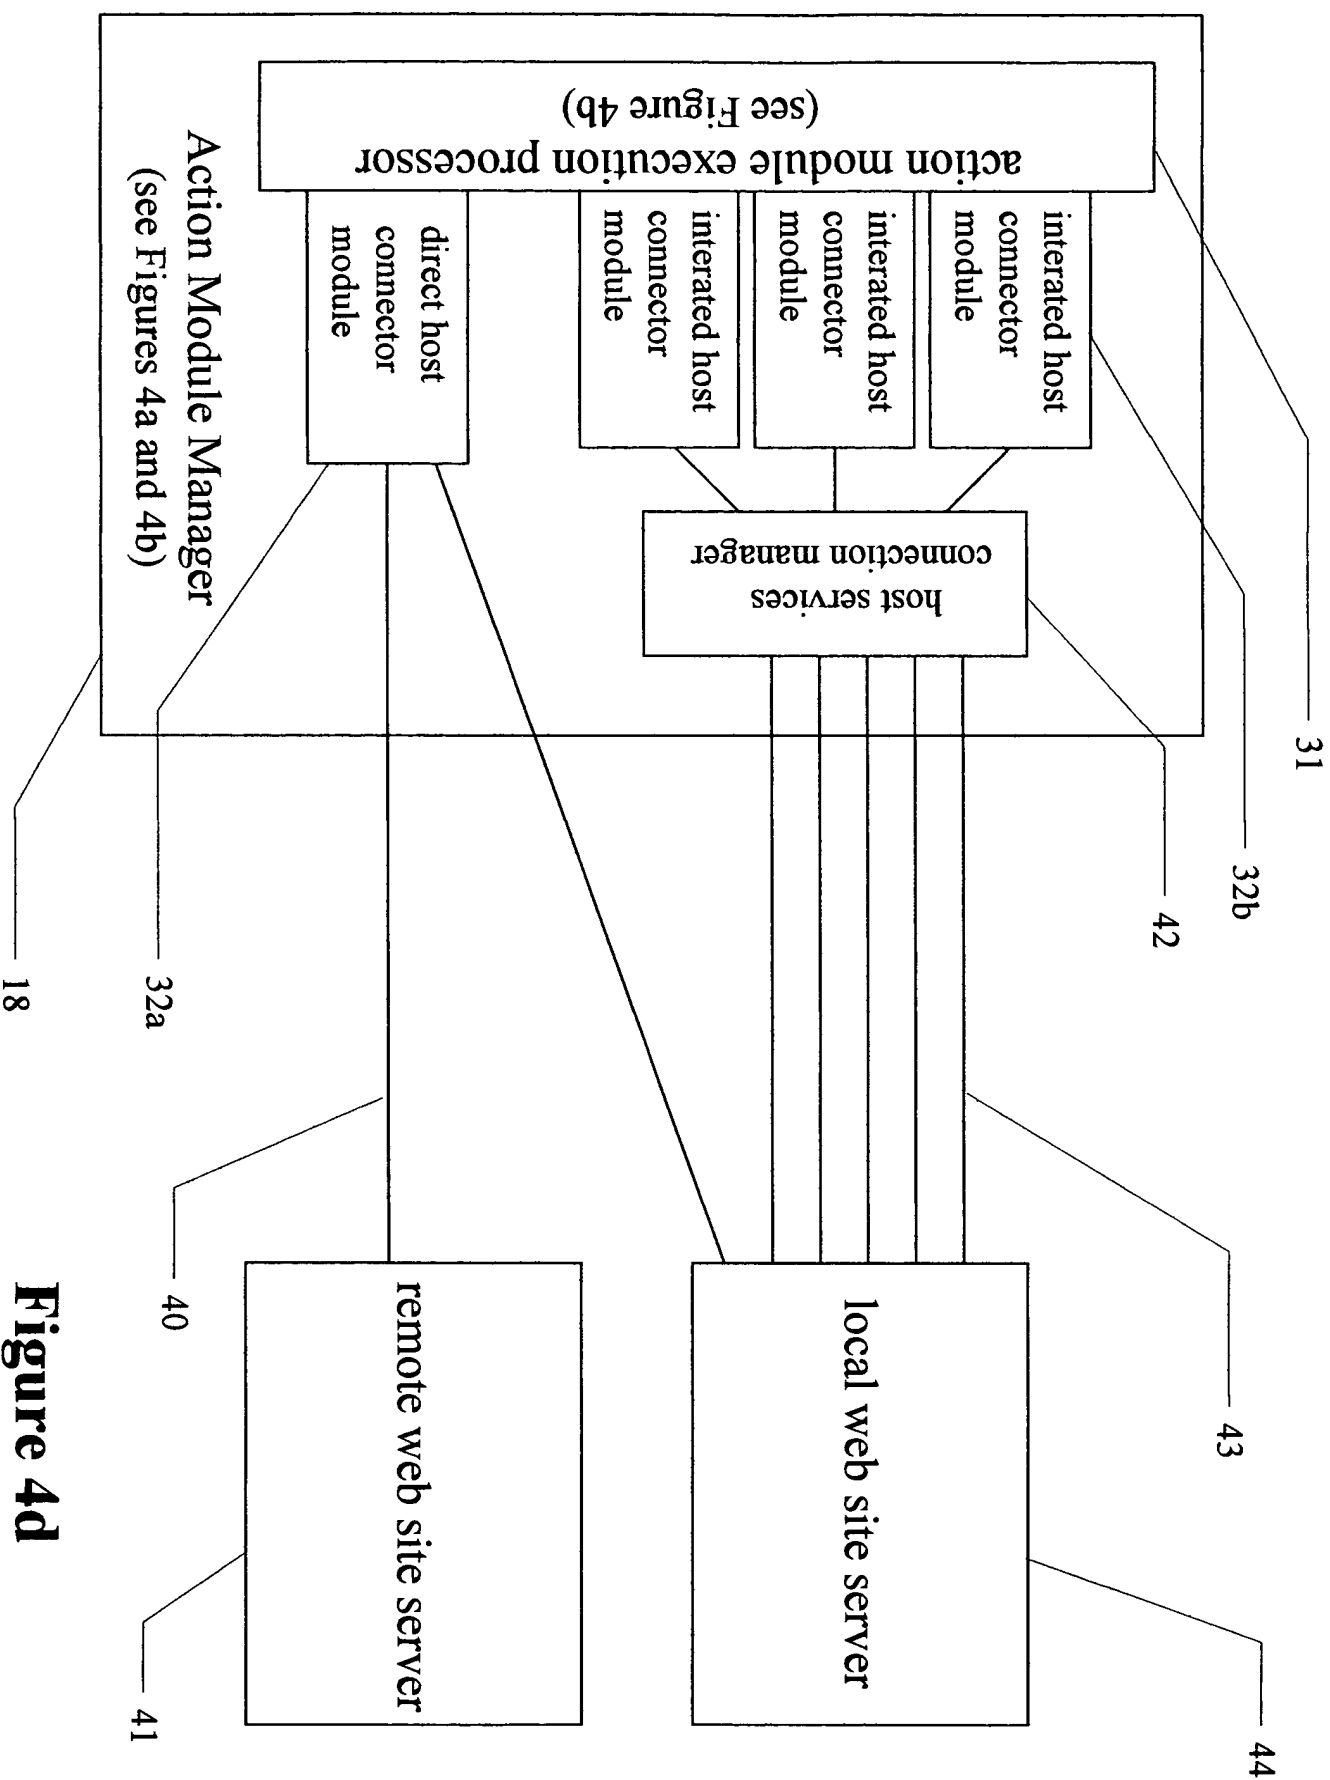 31
32b
42
43
44
action module execution processor
(see Figure 4b)
interated host
connector
module
interated host
connector
module
interated host
connector
module
direct host
connector
module
host services
connection manager
local web site server
remote web site server
Action Module Manager
(see Figures 4a and 4b)
18
32a
40
41
Figure 4d